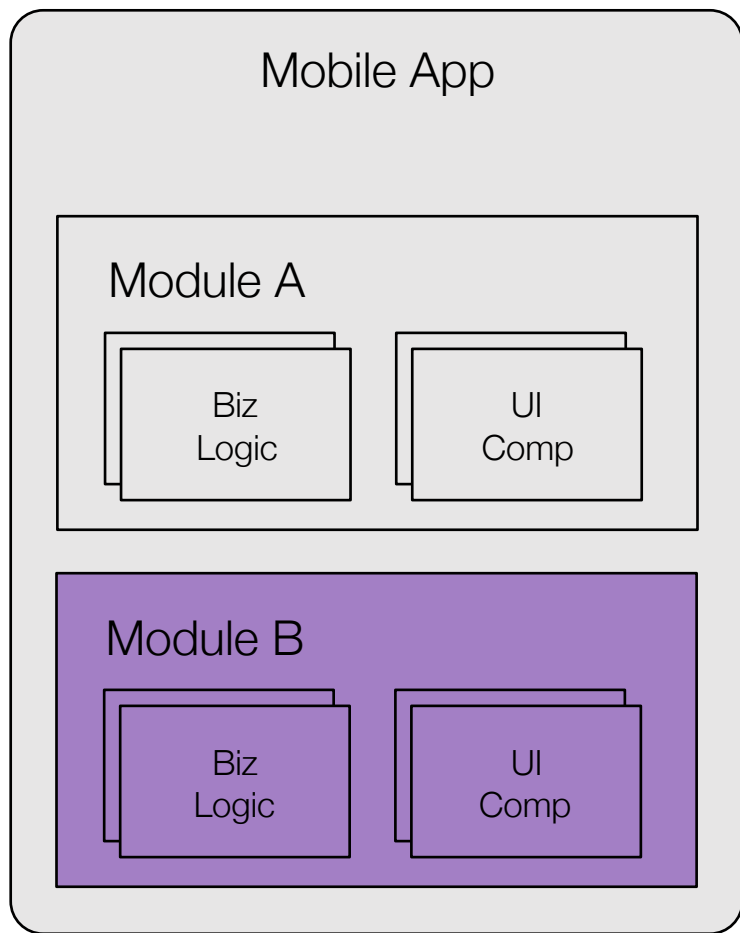 Mobile App
Module A
Biz
Logic
UI
Comp
Module B
Biz
Logic
UI
Comp